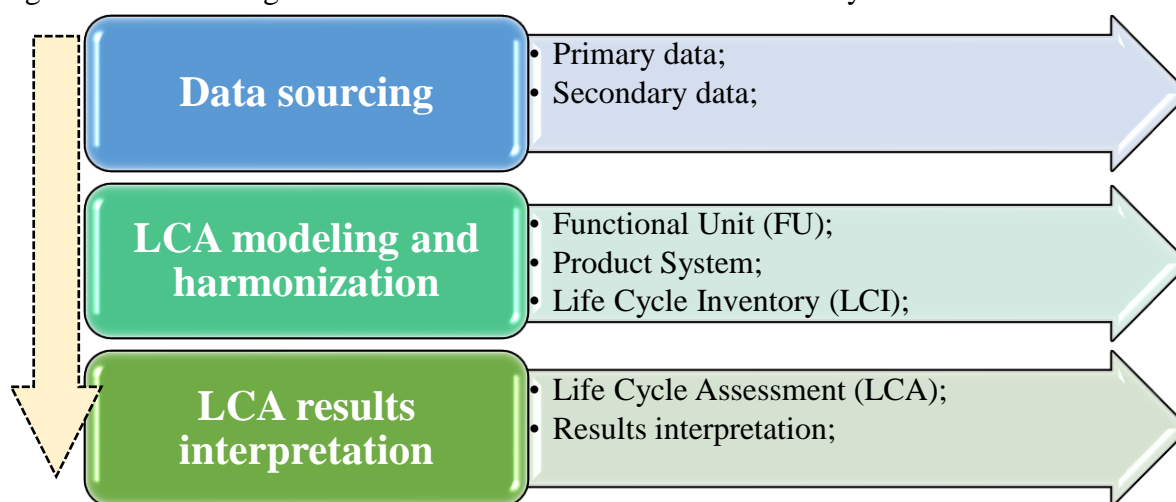 Data sourcing
• Primary data;
• Secondary data;
LCA modeling and
harmonization
• Functional Unit (FU);
• Product System;
• Life Cycle Inventory (LCI);
LCA results
interpretation
• Life Cycle Assessment (LCA);
• Results interpretation;